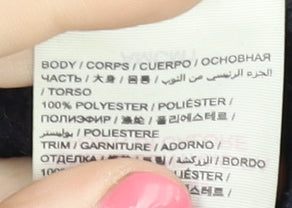 BODY / CORPS / CUERPO / ОСНОВНАЯ
ЧАСТЬ / 大身 / 몸통 / الجزء الرئيسي من الثوب
/ TORSO
100% POLYESTER / POLIÉSTER /
ПОЛИЭФИР / 涤纶 / 폴리에스테르 /
بوليستر / POLIESTERE
TRIM / GARNITURE / ADORNO /
ОТДЕЛКА / الزركشة / BORDO
100% / ÉSTER /
에스테르 /